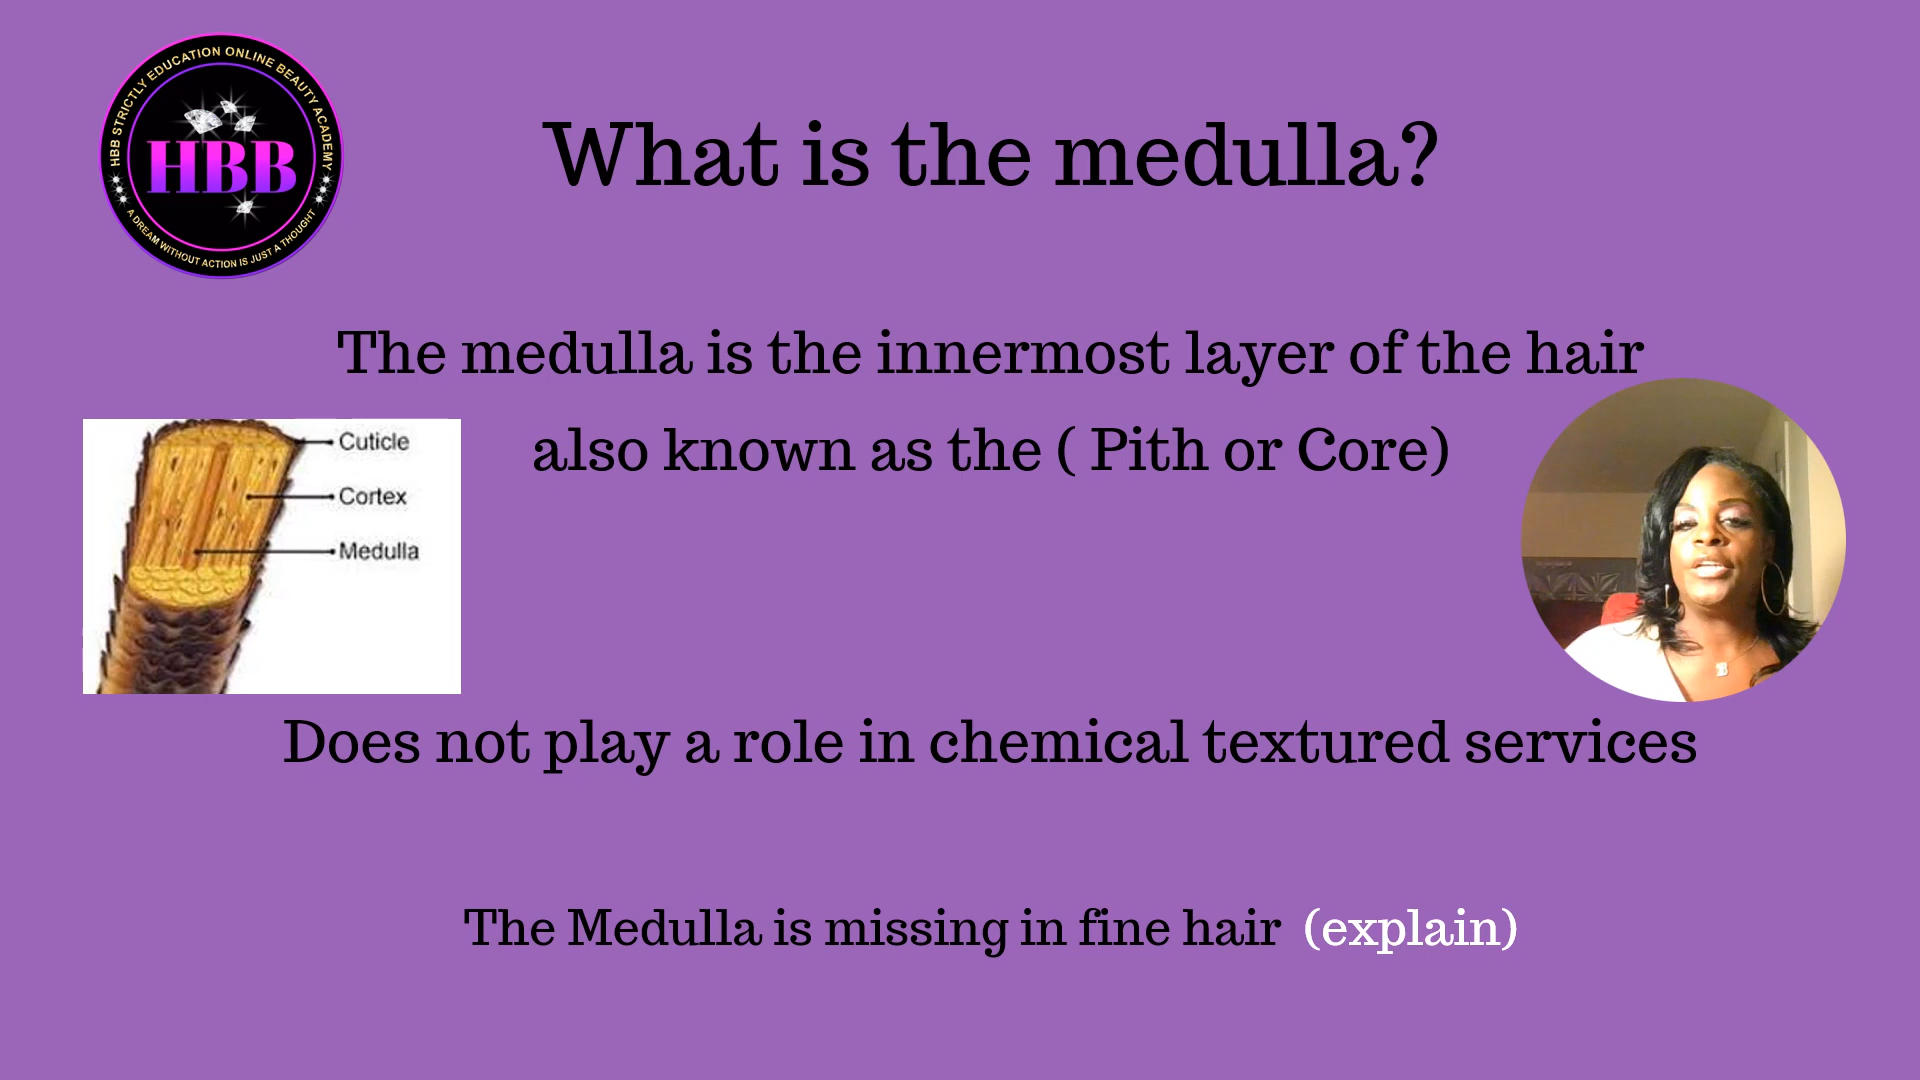 HBB STRICTLY EDUCATION ONLINE BEAUTY ACADEMY
HBB
A DREAM WITHOUT ACTION IS JUST A THOUGHT
What is the medulla?
The medulla is the innermost layer of the hair
also known as the ( Pith or Core)
Cuticle
Cortex
Medulla
Does not play a role in chemical textured services
The Medulla is missing in fine hair (explain)